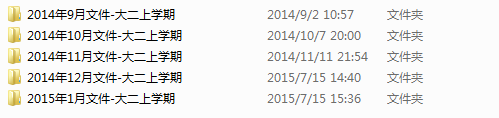 2014年9月文件-大二上学期 2014/9/2 10:57 文件夹
2014年10月文件-大二上学期 2014/10/7 20:00 文件夹
2014年11月文件-大二上学期 2014/11/11 21:54 文件夹
2014年12月文件-大二上学期 2015/7/15 14:40 文件夹
2015年1月文件-大二上学期 2015/7/15 15:36 文件夹